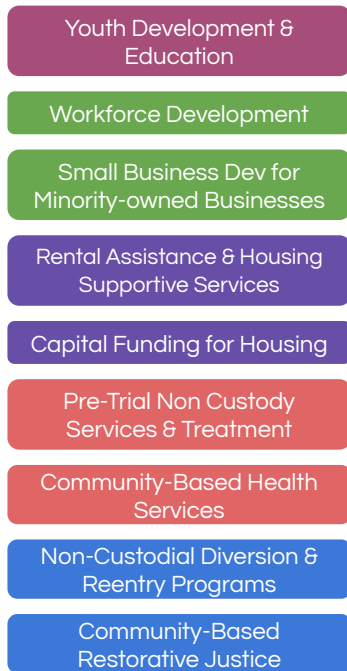 Youth Development &
Education
Workforce Development
Small Business Dev for
Minority-owned Businesses
Rental Assistance & Housing
Supportive Services
Capital Funding for Housing
Pre-Trial Non Custody
Services & Treatment
Community-Based Health
Services
Non-Custodial Diversion &
Reentry Programs
Community-Based
Restorative Justice